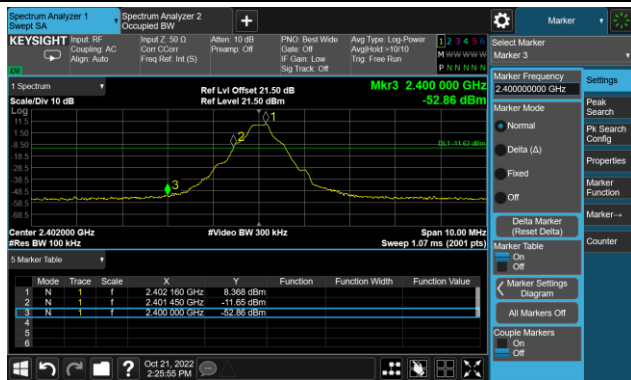 Spectrum Analyzer 1
Swept SA
Spectrum Analyzer 2
Occupied BW
Marker
KEYSIGHT
Input: RF
Coupling: AC
Align: Auto
Input Z: 50 Ω
Corr CCorr
Freq Ref: Int (S)
Atten: 10 dB
Preamp: Off
PNO: Best Wide
Gate: Off
IF Gain: Low
Sig Track: Off
Avg Type: Log-Power
Avg|Hold:>10/10
Trig: Free Run
1 2 3 4 5 6
M W W W W W
P N N N N N
LW
Select Marker
Marker 3
1 Spectrum
Scale/Div 10 dB
Ref Lvl Offset 21.50 dB
Ref Level 21.50 dBm
Mkr3 2.400 000 GHz
-52.86 dBm
Log
11.5
1.50
-8.50
-18.5
-28.5
-38.5
-48.5
-58.5
-68.5
1
2
3
DL1 -11.63 dBm
Center 2.402000 GHz
#Res BW 100 kHz
#Video BW 300 kHz
Span 10.00 MHz
Sweep 1.07 ms (2001 pts)
5 Marker Table
Mode Trace Scale X Y Function Function Width Function Value
1 N 1 f 2.402 160 GHz 8.368 dBm
2 N 1 f 2.401 450 GHz -11.65 dBm
3 N 1 f 2.400 000 GHz -52.86 dBm
4
5
6
Marker Frequency
2.400000000 GHz
Marker Mode
Normal
Delta (Δ)
Fixed
Off
Delta Marker
(Reset Delta)
Marker Table
On
Off
Marker Settings
Diagram
All Markers Off
Couple Markers
On
Off
Settings
Peak
Search
Pk Search
Config
Properties
Marker
Function
Marker→
Counter
Oct 21, 2022
2:25:55 PM